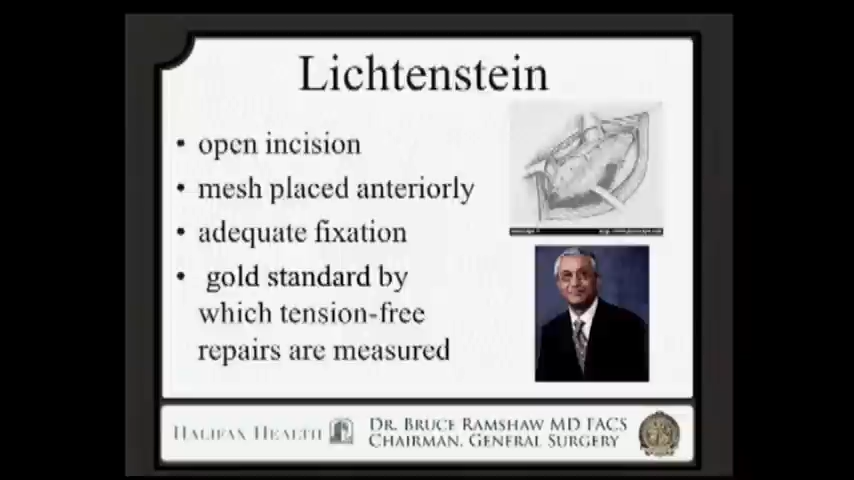 Lichtenstein
• open incision
• mesh placed anteriorly
• adequate fixation
• gold standard by
which tension-free
repairs are measured
HALIFAX HEALTH
DR. BRUCE RAMSHAW MD FACS
CHAIRMAN, GENERAL SURGERY